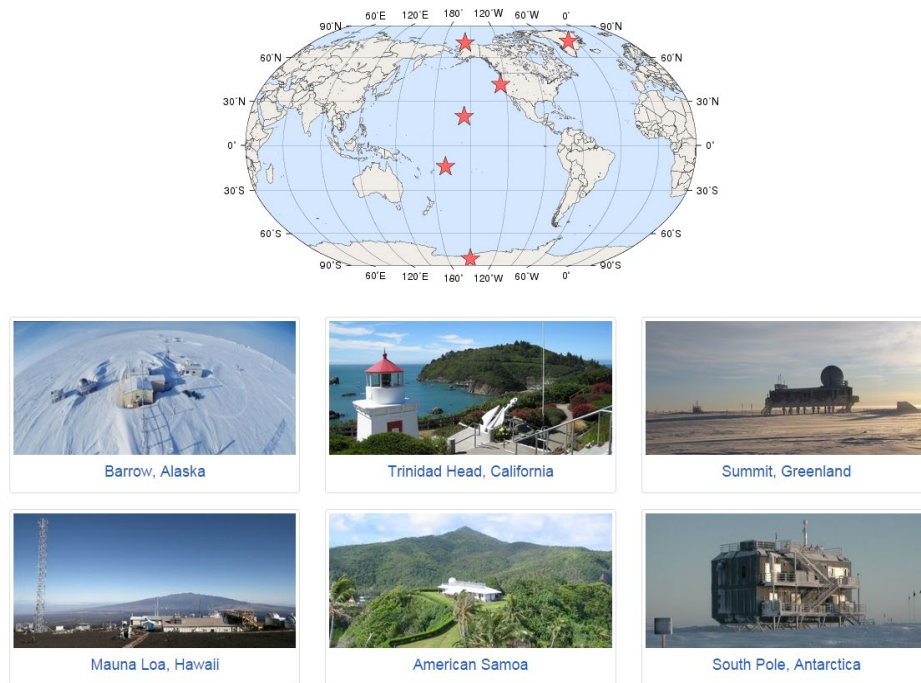 60°E 120°E 180° 120°W 60°W 0°
90°N 90°N
60°N 60°N
30°N 30°N
0° 0°
30°S 30°S
60°S 60°S
90°S 90°S
60°E 120°E 180° 120°W 60°W 0°
Barrow, Alaska
Trinidad Head, California
Summit, Greenland
Mauna Loa, Hawaii
American Samoa
South Pole, Antarctica